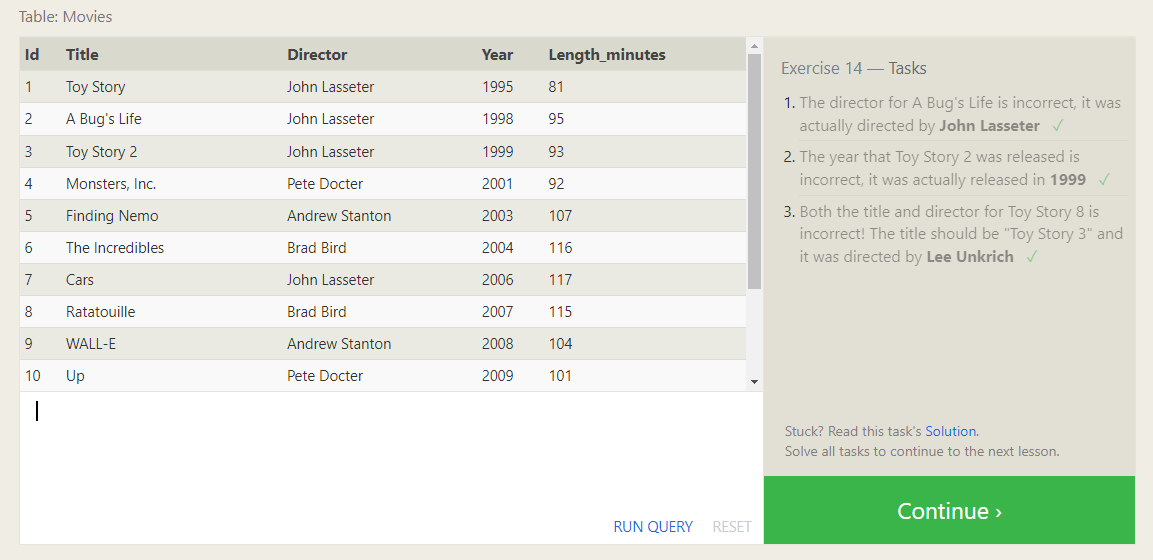 Table: Movies
Id Title Director Year Length_minutes
1 Toy Story John Lasseter 1995 81
2 A Bug's Life John Lasseter 1998 95
3 Toy Story 2 John Lasseter 1999 93
4 Monsters, Inc. Pete Docter 2001 92
5 Finding Nemo Andrew Stanton 2003 107
6 The Incredibles Brad Bird 2004 116
7 Cars John Lasseter 2006 117
8 Ratatouille Brad Bird 2007 115
9 WALL-E Andrew Stanton 2008 104
10 Up Pete Docter 2009 101
RUN QUERY RESET
Exercise 14 — Tasks
1. The director for A Bug's Life is incorrect, it was
actually directed by John Lasseter ✓
2. The year that Toy Story 2 was released is
incorrect, it was actually released in 1999 ✓
3. Both the title and director for Toy Story 8 is
incorrect! The title should be "Toy Story 3" and
it was directed by Lee Unkrich ✓
Stuck? Read this task's Solution.
Solve all tasks to continue to the next lesson.
Continue ›